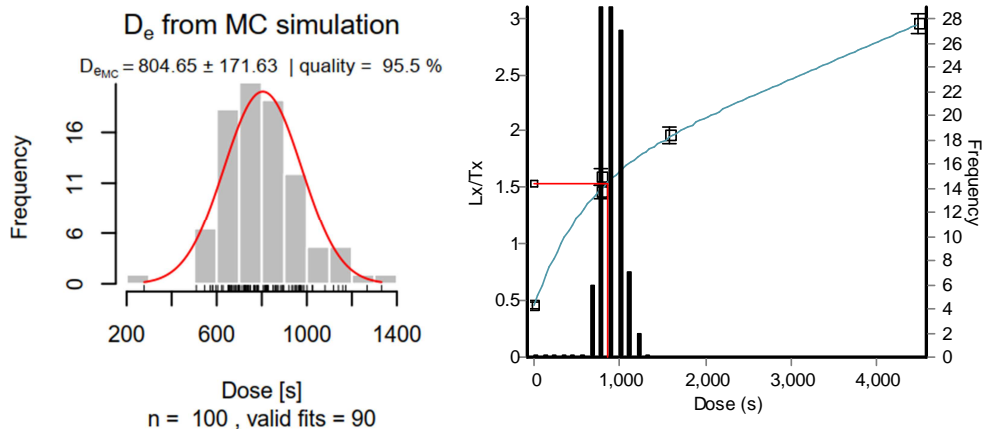 De from MC simulation
DeMC = 804.65 ± 171.63 | quality = 95.5 %
Frequency
16
11
6
0
200 600 1000 1400
Dose [s]
n = 100 , valid fits = 90
Lx/Tx
3
2.5
2
1.5
1
0.5
0
0 1,000 2,000 3,000 4,000
Dose (s)
28
26
24
22
20
18
16
14
12
10
8
6
4
2
0
Frequency